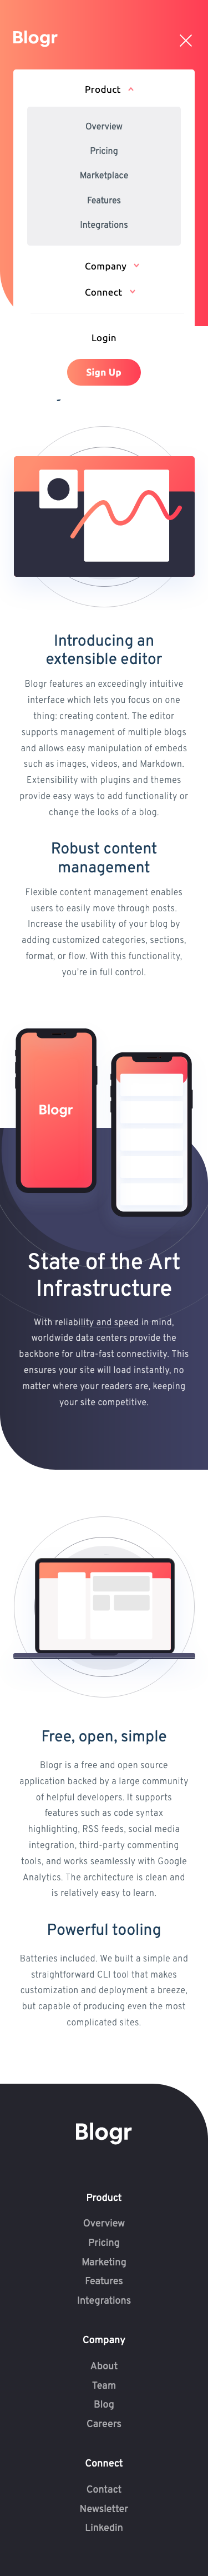 Blogr
Product
Overview
Pricing
Marketplace
Features
Integrations
Company
Connect
Login
Sign Up
Introducing an
extensible editor
Blogr features an exceedingly intuitive
interface which lets you focus on one
thing: creating content. The editor
supports management of multiple blogs
and allows easy manipulation of embeds
such as images, videos, and Markdown.
Extensibility with plugins and themes
provide easy ways to add functionality or
change the looks of a blog.
Robust content
management
Flexible content management enables
users to easily move through posts.
Increase the usability of your blog by
adding customized categories, sections,
format, or flow. With this functionality,
you're in full control.
Blogr
State of the Art
Infrastructure
With reliability and speed in mind,
worldwide data centers provide the
backbone for ultra-fast connectivity. This
ensures your site will load instantly, no
matter where your readers are, keeping
your site competitive.
Free, open, simple
Blogr is a free and open source
application backed by a large community
of helpful developers. It supports
features such as code syntax
highlighting, RSS feeds, social media
integration, third-party commenting
tools, and works seamlessly with Google
Analytics. The architecture is clean and
is relatively easy to learn.
Powerful tooling
Batteries included. We built a simple and
straightforward CLI tool that makes
customization and deployment a breeze,
but capable of producing even the most
complicated sites.
Blogr
Product
Overview
Pricing
Marketing
Features
Integrations
Company
About
Team
Blog
Careers
Connect
Contact
Newsletter
Linkedin